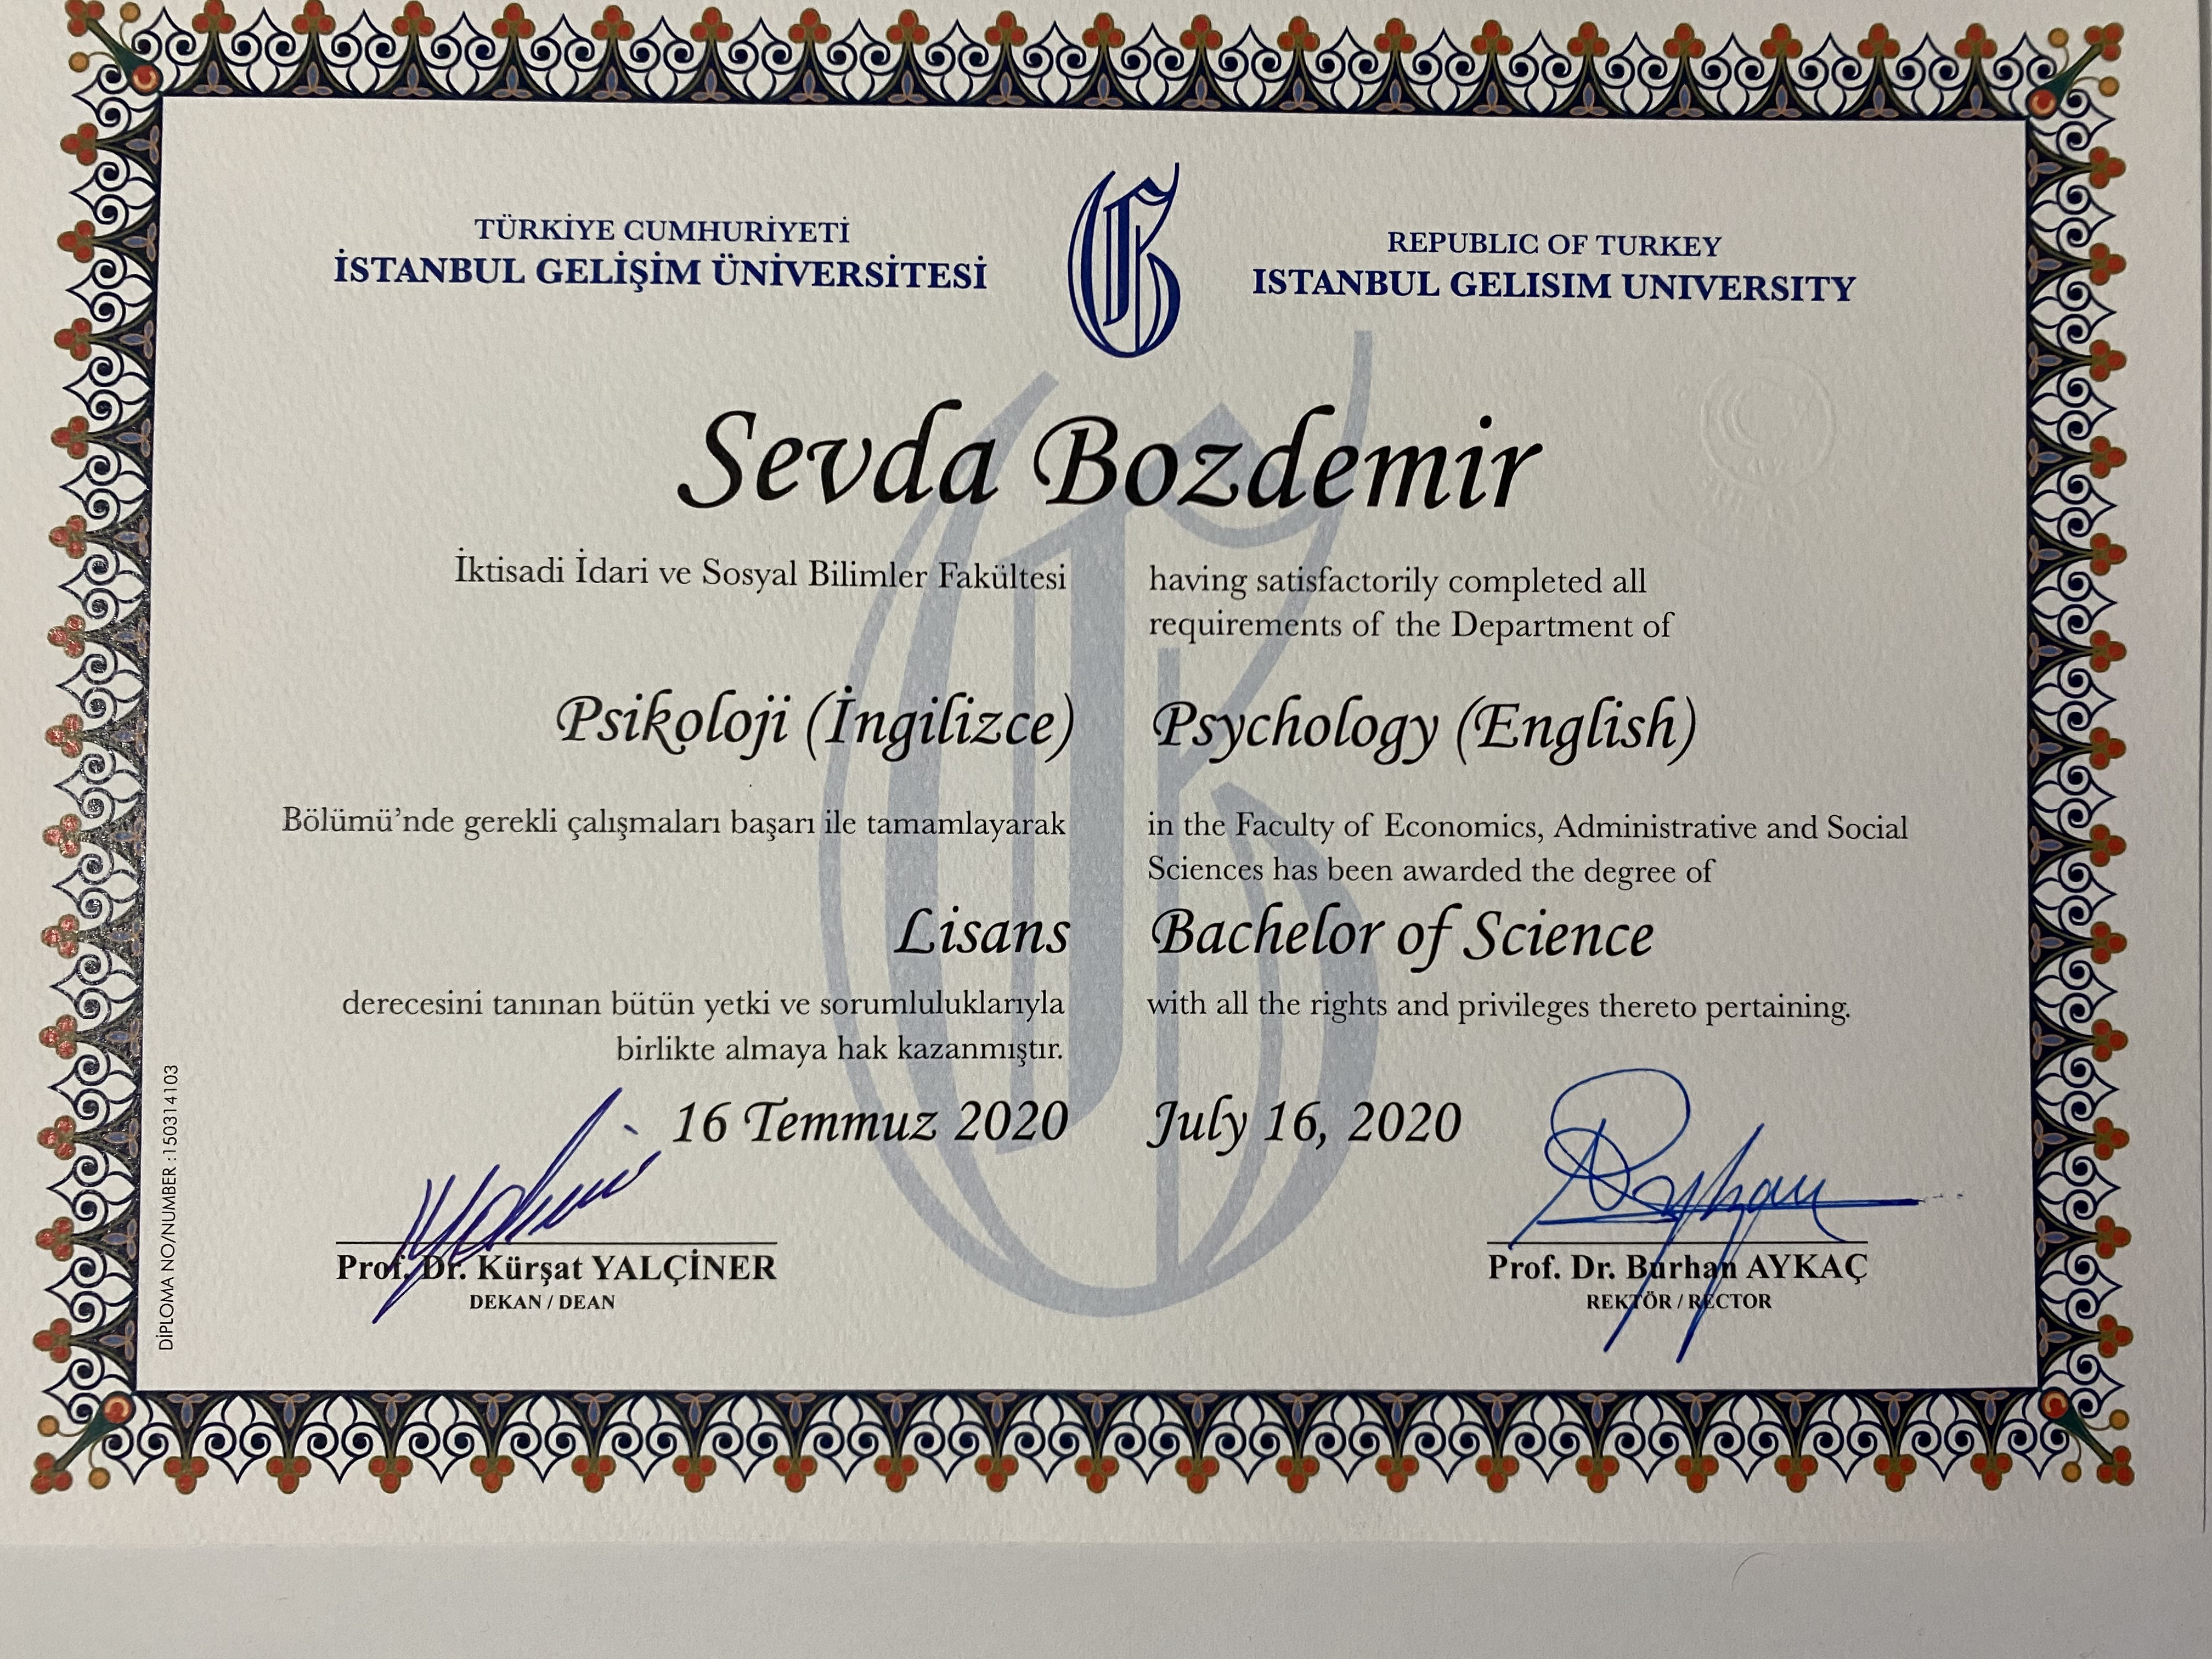 TÜRKİYE CUMHURİYETİ
İSTANBUL GELİŞİM ÜNİVERSİTESİ
REPUBLIC OF TURKEY
ISTANBUL GELISIM UNIVERSITY
Sevda Bozdemir
İktisadi İdari ve Sosyal Bilimler Fakültesi
having satisfactorily completed all
requirements of the Department of
Psikoloji (İngilizce)
Psychology (English)
Bölümü'nde gerekli çalışmaları başarı ile tamamlayarak
in the Faculty of Economics, Administrative and Social
Sciences has been awarded the degree of
Lisans
Bachelor of Science
derecesini tanınan bütün yetki ve sorumluluklarıyla
birlikte almaya hak kazanmıştır.
with all the rights and privileges thereto pertaining.
16 Temmuz 2020
July 16, 2020
Prof. Dr. Kürşat YALÇİNER
DEKAN / DEAN
Prof. Dr. Burhan AYKAÇ
REKTÖR / RECTOR
DİPLOMA NO/NUMBER :1503314103